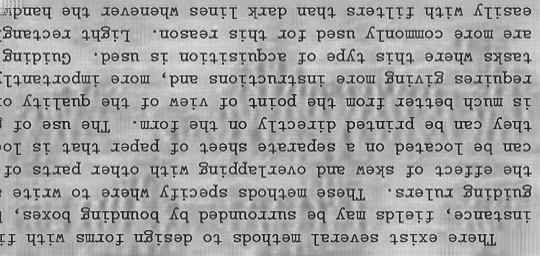 There exist several methods to design forms with fi
instance, fields may be surrounded by bounding boxes,
guiding rulers. These methods specify where to write
the effect of skew and overlapping with other parts of
can be located on a separate sheet of paper that is loc
they can be printed directly on the form. The use of
is much better from the point of view of the quality o
requires giving more instructions and, more importantl
tasks where this type of acquisition is used. Guiding
are more commonly used for this reason. Light rectang
easily with filters than dark lines whenever the handw